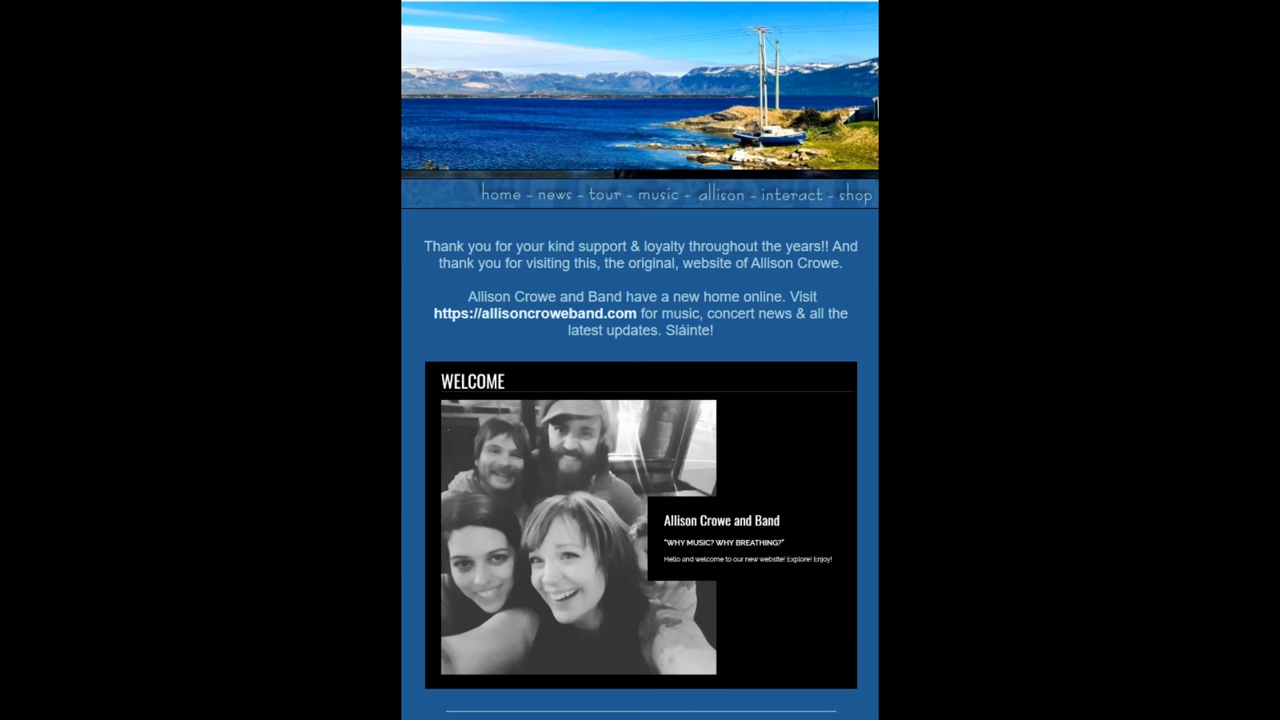 home - news - tour - music - allison - interact - shop
Thank you for your kind support & loyalty throughout the years!! And
thank you for visiting this, the original, website of Allison Crowe.
Allison Crowe and Band have a new home online. Visit
https://allisoncroweband.com for music, concert news & all the
latest updates. Sláinte!
WELCOME
Allison Crowe and Band
"WHY MUSIC? WHY BREATHING?"
Hello and welcome to our new website! Explore! Enjoy!